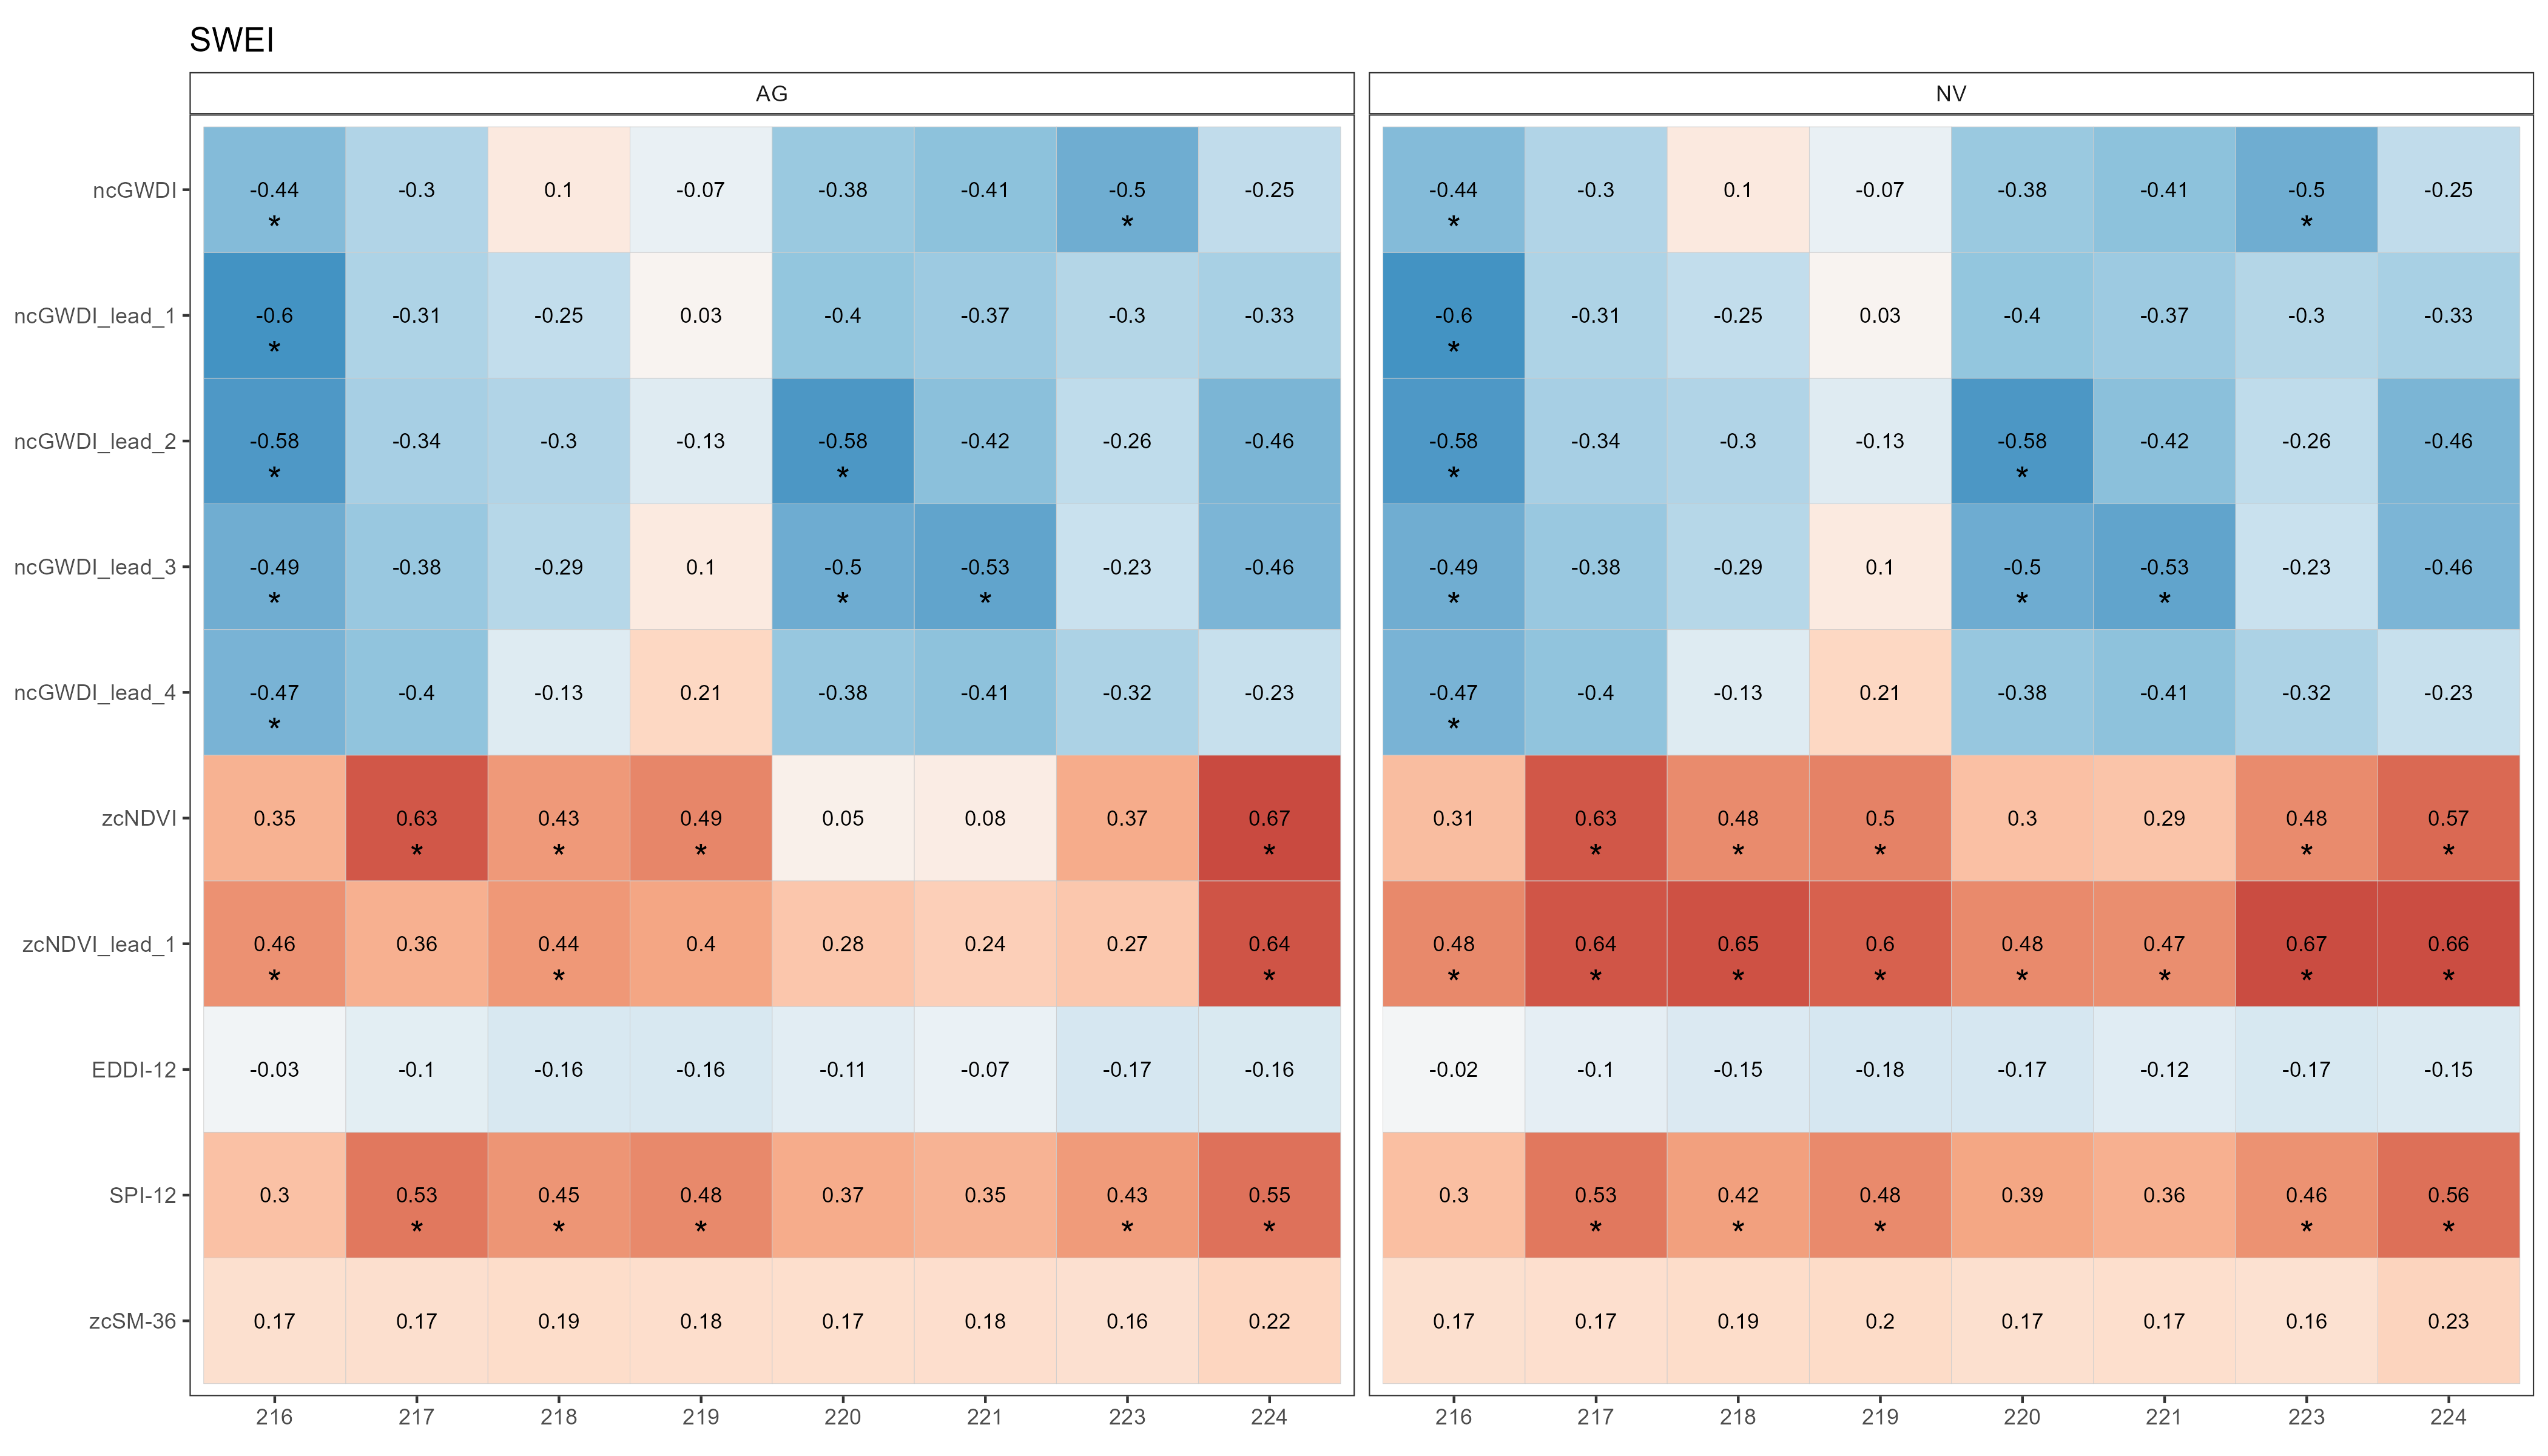 SWEI
AG NV
ncGWDI -0.44 -0.3 0.1 -0.07 -0.38 -0.41 -0.5 -0.25 -0.44 -0.3 0.1 -0.07 -0.38 -0.41 -0.5 -0.25
* * * *
ncGWDI_lead_1 -0.6 -0.31 -0.25 0.03 -0.4 -0.37 -0.3 -0.33 -0.6 -0.31 -0.25 0.03 -0.4 -0.37 -0.3 -0.33
* *
ncGWDI_lead_2 -0.58 -0.34 -0.3 -0.13 -0.58 -0.42 -0.26 -0.46 -0.58 -0.34 -0.3 -0.13 -0.58 -0.42 -0.26 -0.46
* * * *
ncGWDI_lead_3 -0.49 -0.38 -0.29 0.1 -0.5 -0.53 -0.23 -0.46 -0.49 -0.38 -0.29 0.1 -0.5 -0.53 -0.23 -0.46
* * * * * *
ncGWDI_lead_4 -0.47 -0.4 -0.13 0.21 -0.38 -0.41 -0.32 -0.23 -0.47 -0.4 -0.13 0.21 -0.38 -0.41 -0.32 -0.23
* *
zcNDVI 0.35 0.63 0.43 0.49 0.05 0.08 0.37 0.67 0.31 0.63 0.48 0.5 0.3 0.29 0.48 0.57
* * * * * * * * *
zcNDVI_lead_1 0.46 0.36 0.44 0.4 0.28 0.24 0.27 0.64 0.48 0.64 0.65 0.6 0.48 0.47 0.67 0.66
* * * * * * * * * * *
EDDI-12 -0.03 -0.1 -0.16 -0.16 -0.11 -0.07 -0.17 -0.16 -0.02 -0.1 -0.15 -0.18 -0.17 -0.12 -0.17 -0.15
SPI-12 0.3 0.53 0.45 0.48 0.37 0.35 0.43 0.55 0.3 0.53 0.42 0.48 0.39 0.36 0.46 0.56
* * * * * * * * * *
zcSM-36 0.17 0.17 0.19 0.18 0.17 0.18 0.16 0.22 0.17 0.17 0.19 0.2 0.17 0.17 0.16 0.23
216 217 218 219 220 221 223 224 216 217 218 219 220 221 223 224